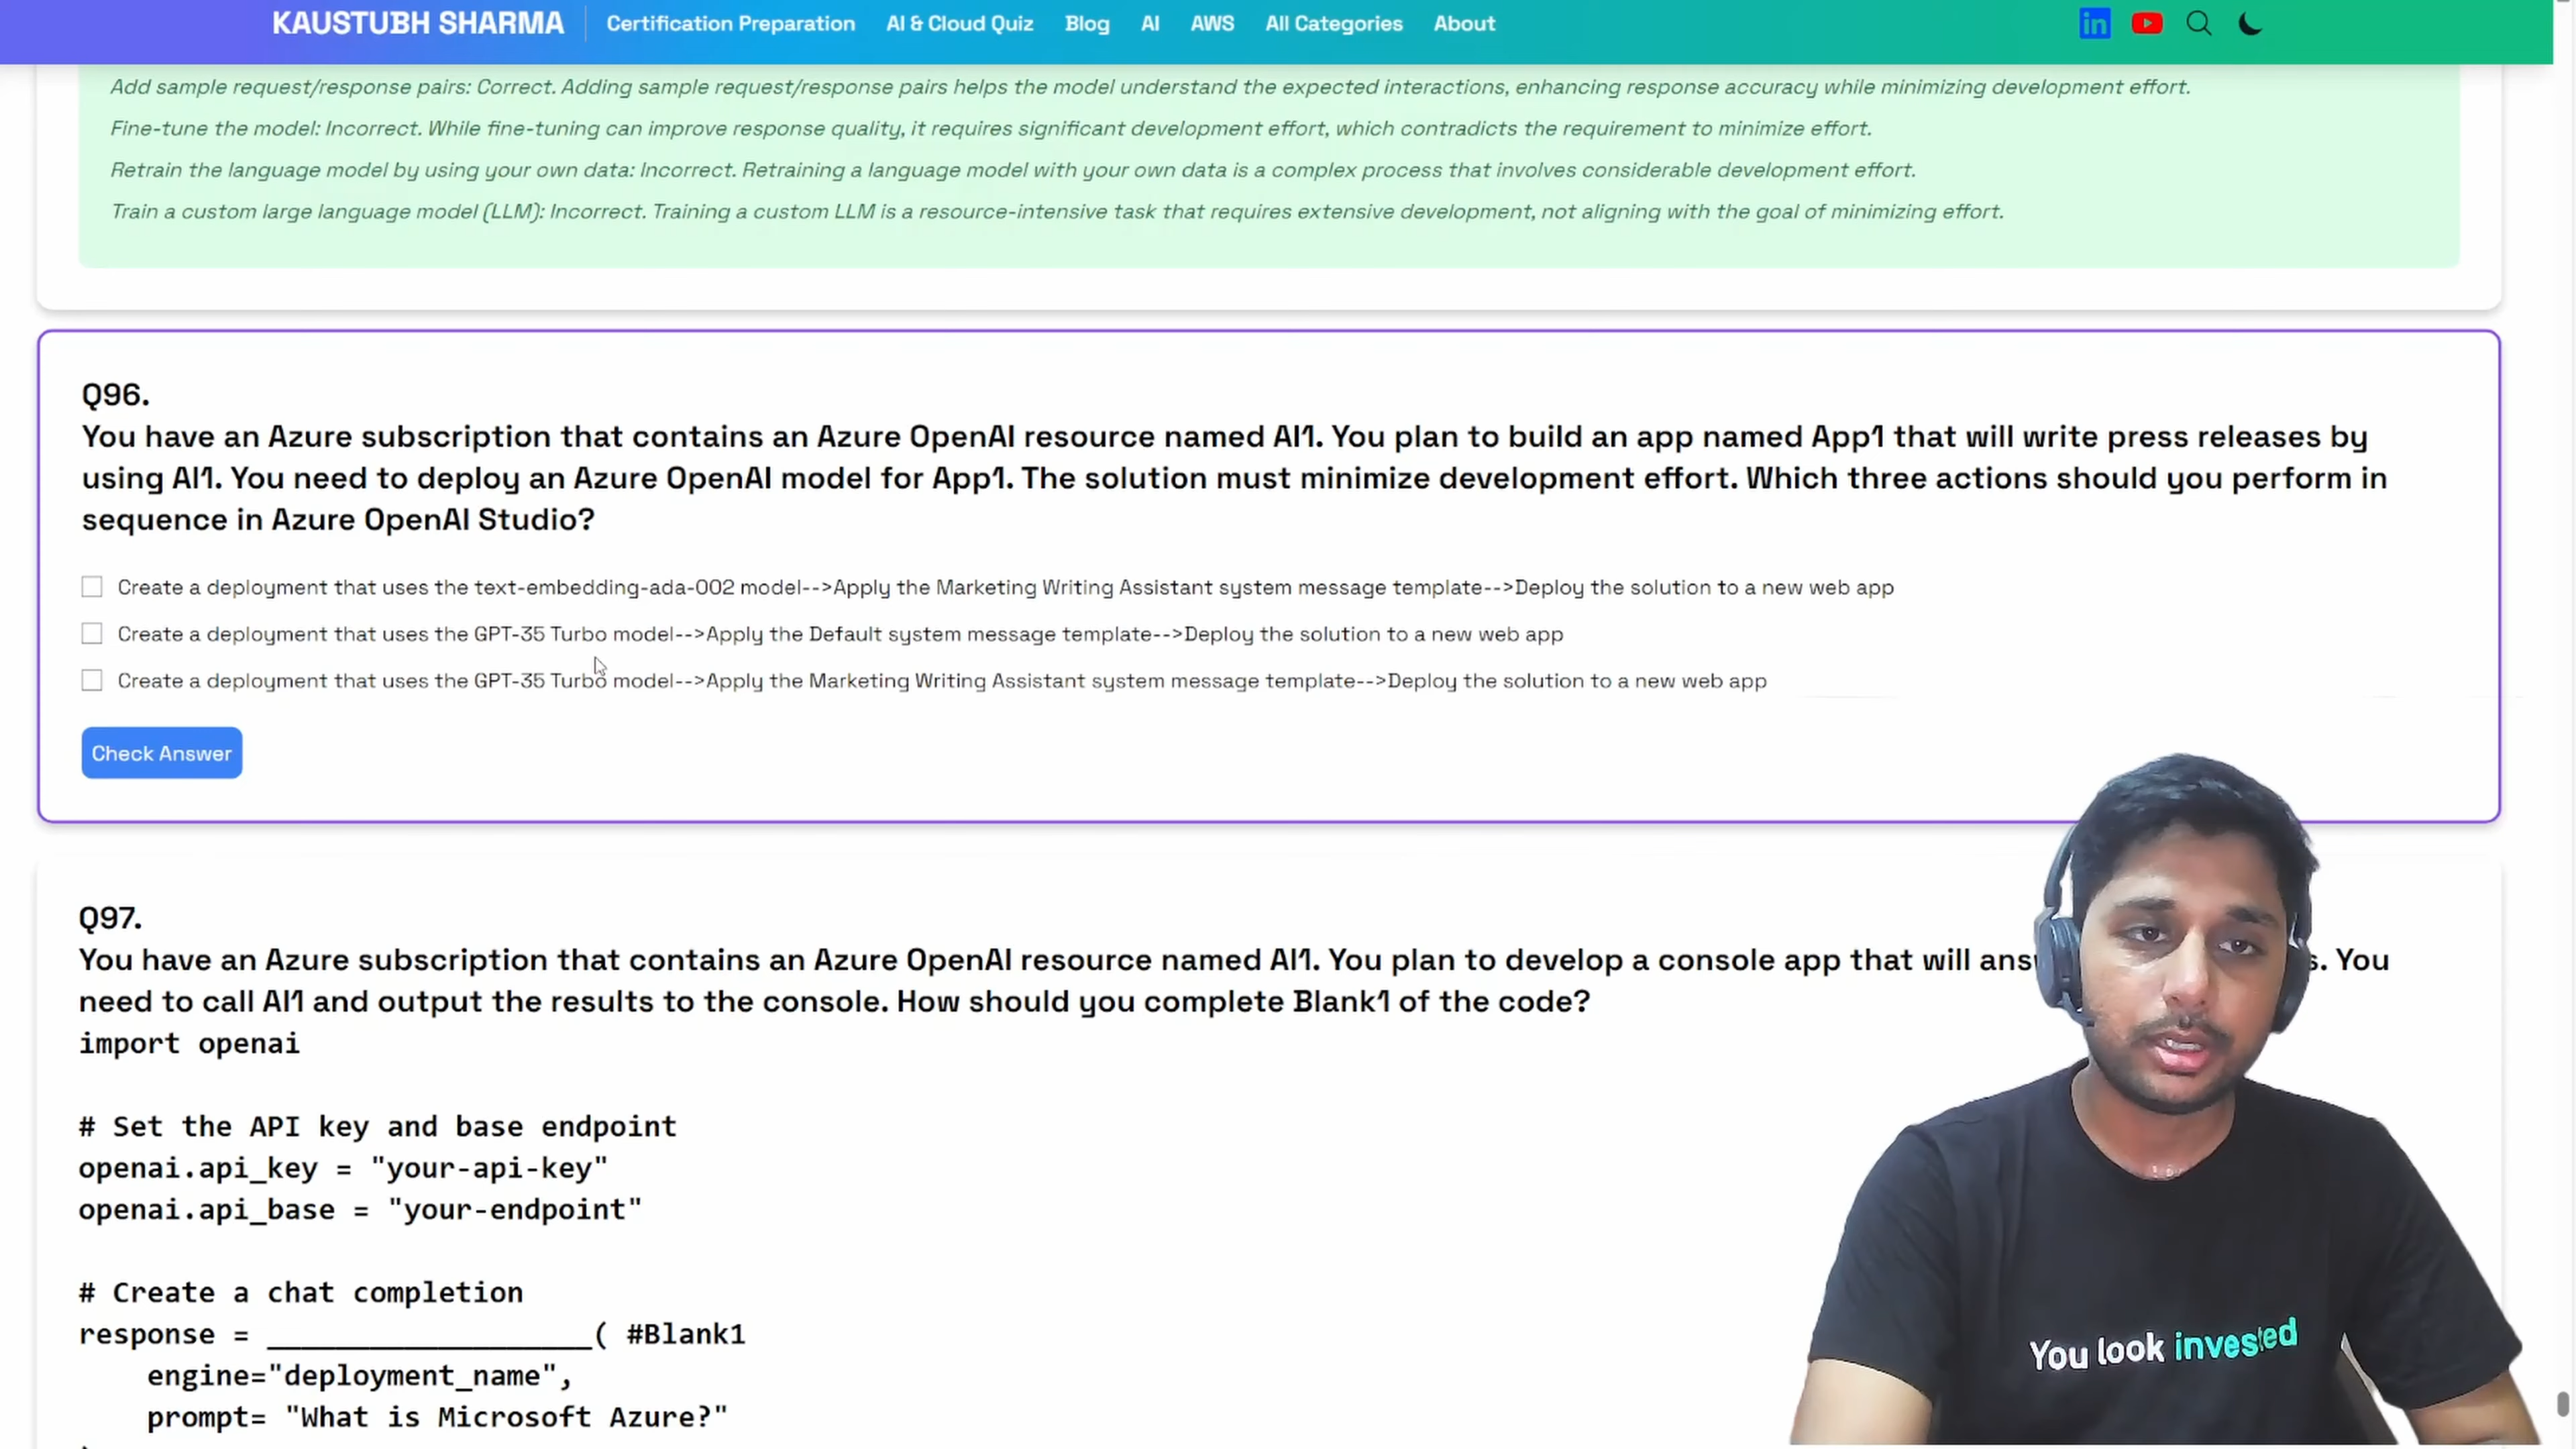 KAUSTUBH SHARMA
Certification Preparation
AI & Cloud Quiz
Blog
AI
AWS
All Categories
About
in
Add sample request/response pairs: Correct. Adding sample request/response pairs helps the model understand the expected interactions, enhancing response accuracy while minimizing development effort.
Fine-tune the model: Incorrect. While fine-tuning can improve response quality, it requires significant development effort, which contradicts the requirement to minimize effort.
Retrain the language model by using your own data: Incorrect. Retraining a language model with your own data is a complex process that involves considerable development effort.
Train a custom large language model (LLM): Incorrect. Training a custom LLM is a resource-intensive task that requires extensive development, not aligning with the goal of minimizing effort.
Q96.
You have an Azure subscription that contains an Azure OpenAI resource named AI1. You plan to build an app named App1 that will write press releases by
using AI1. You need to deploy an Azure OpenAI model for App1. The solution must minimize development effort. Which three actions should you perform in
sequence in Azure OpenAI Studio?
Create a deployment that uses the text-embedding-ada-002 model-->Apply the Marketing Writing Assistant system message template-->Deploy the solution to a new web app
Create a deployment that uses the GPT-35 Turbo model-->Apply the Default system message template-->Deploy the solution to a new web app
Create a deployment that uses the GPT-35 Turbo model-->Apply the Marketing Writing Assistant system message template-->Deploy the solution to a new web app
Check Answer
Q97.
You have an Azure subscription that contains an Azure OpenAI resource named AI1. You plan to develop a console app that will You
need to call AI1 and output the results to the console. How should you complete Blank1 of the code?
import openai
# Set the API key and base endpoint
openai.api_key = "your-api-key"
openai.api_base = "your-endpoint"
# Create a chat completion
response = ___________________( #Blank1
engine="deployment_name",
prompt= "What is Microsoft Azure?"
You look invested